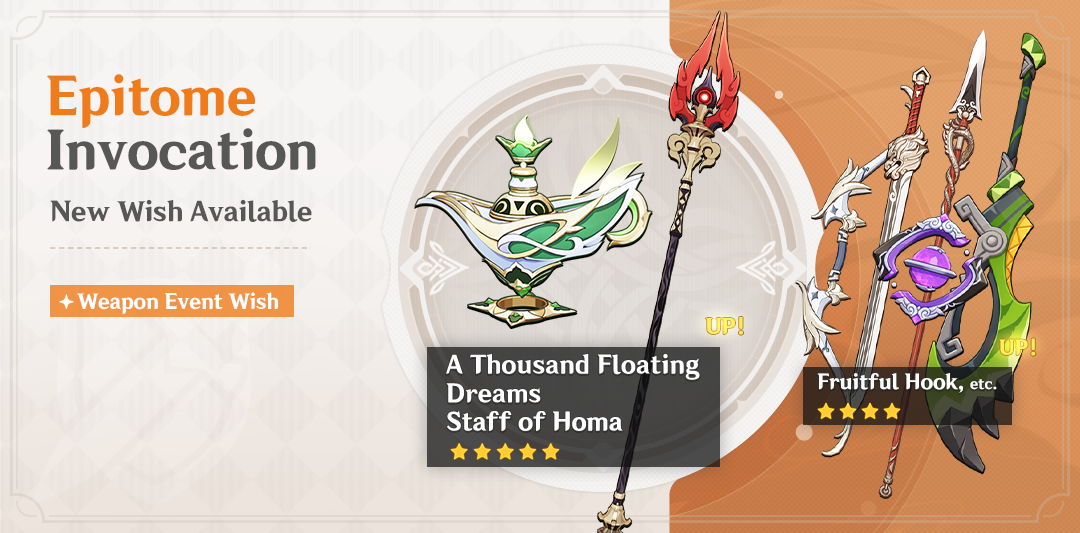 Epitome
Invocation
New Wish Available
Weapon Event Wish
UP!
A Thousand Floating
Dreams
Staff of Homa
UP!
Fruitful Hook, etc.